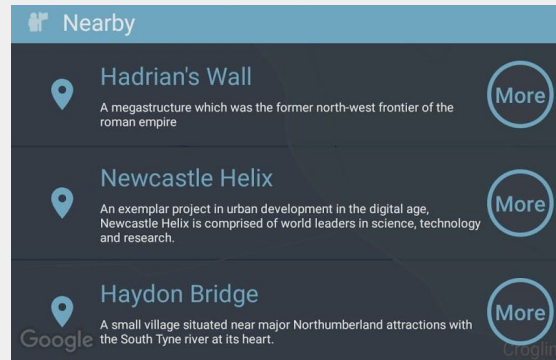 Nearby
Hadrian's Wall
A megastructure which was the former north-west frontier of the
roman empire
More
Newcastle Helix
An exemplar project in urban development in the digital age,
Newcastle Helix is comprised of world leaders in science, technology
and research.
More
Haydon Bridge
A small village situated near major Northumberland attractions with
the South Tyne river at its heart.
More
Google
Croglin